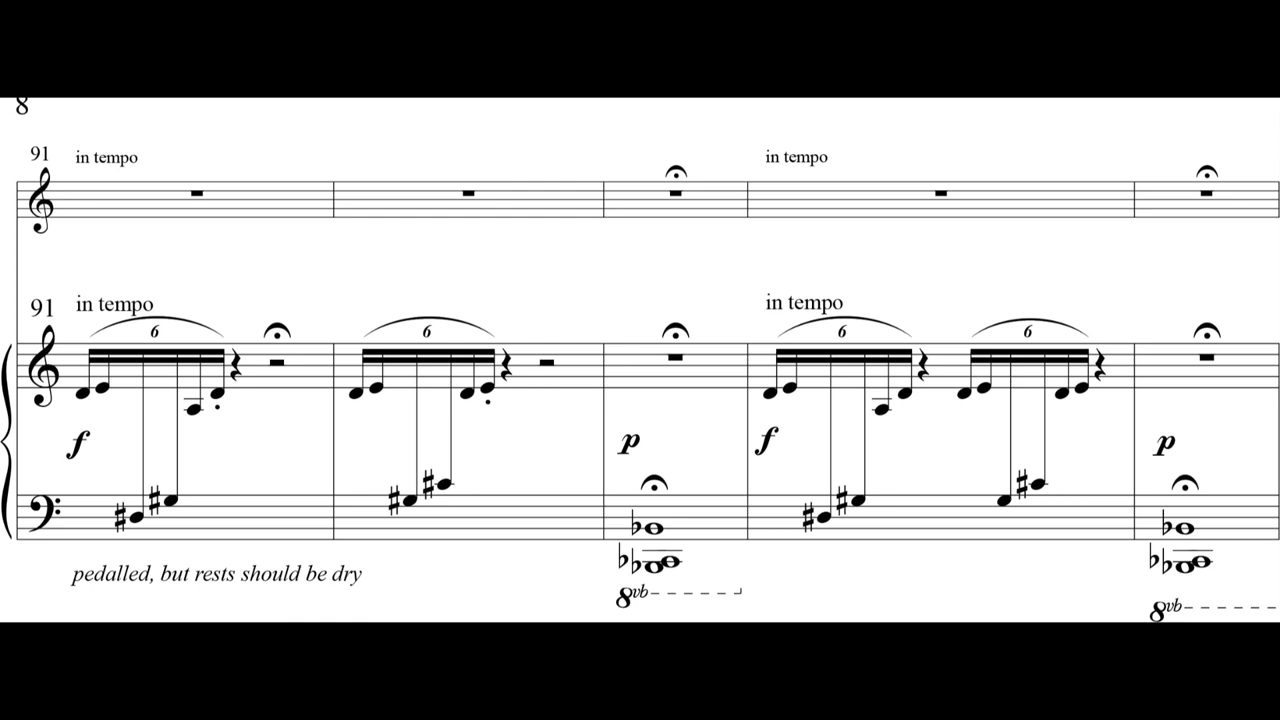 8
91 in tempo in tempo
91 in tempo in tempo
6 6 6 6
f p f p
pedalled, but rests should be dry
8vb 8vb